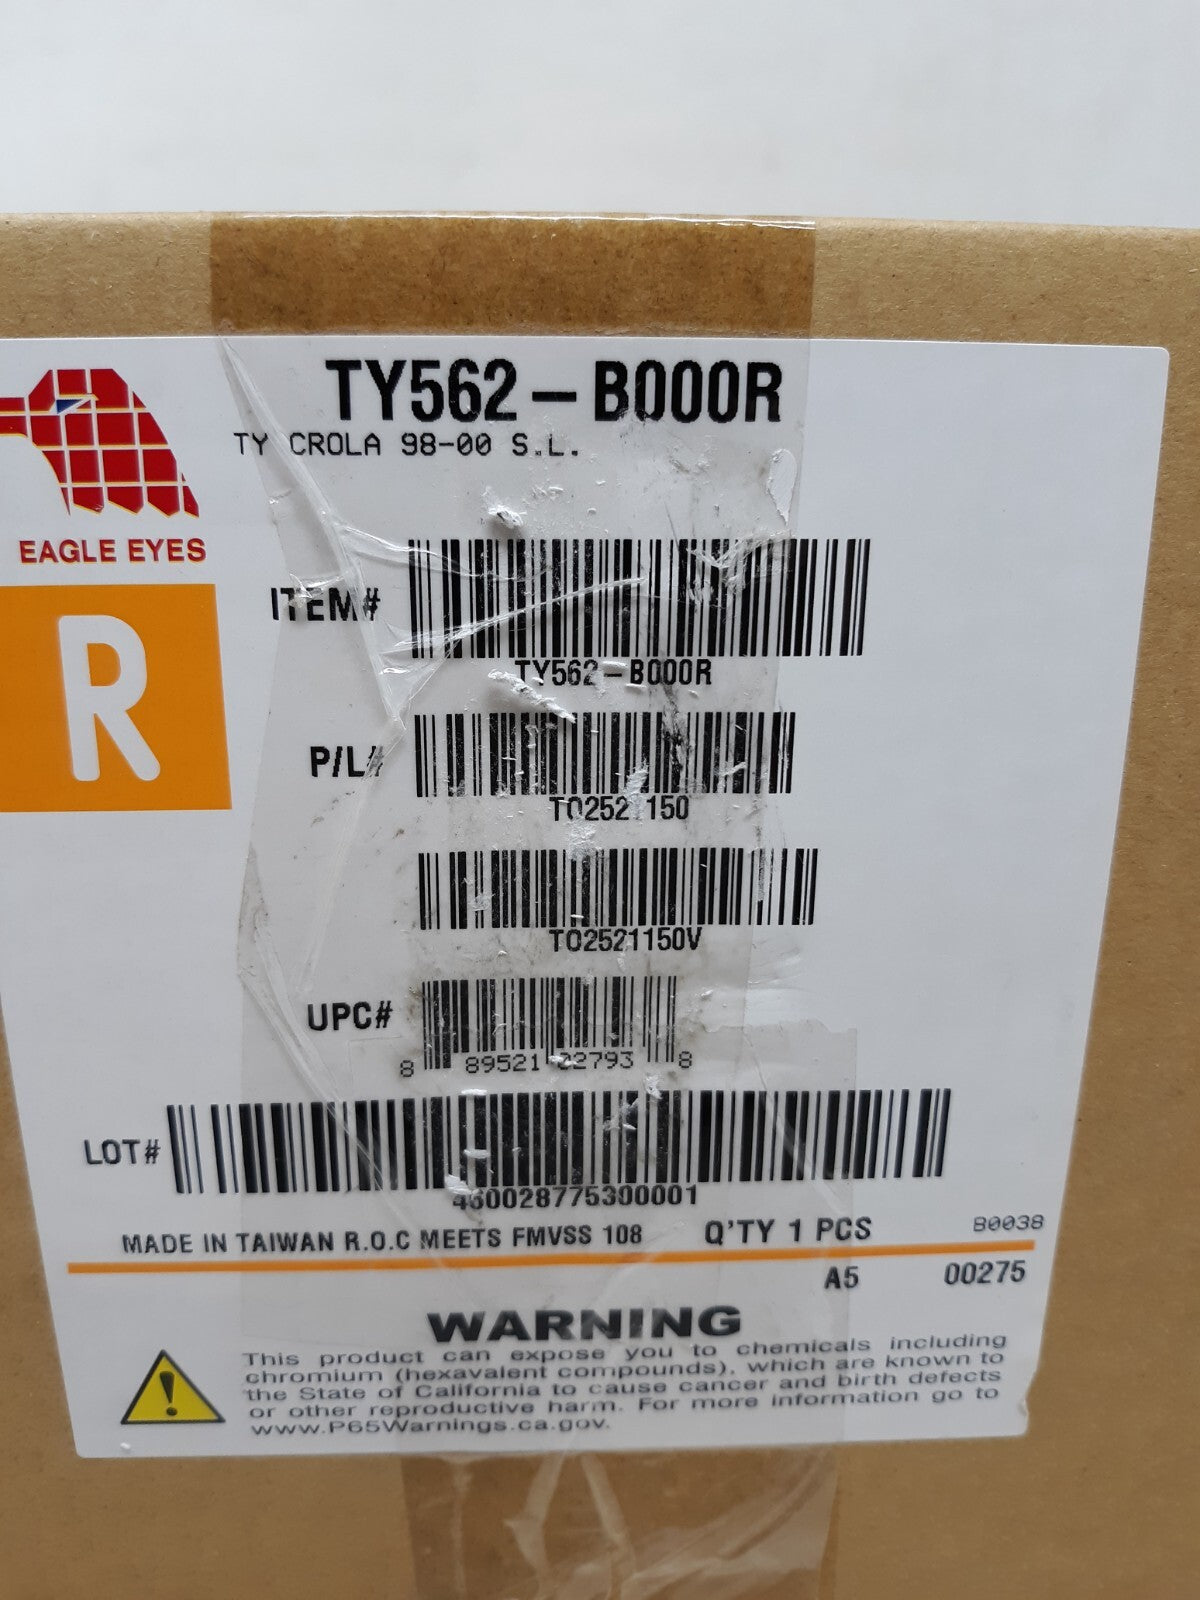 TY562-B000R
TY CROLA 98-00 S.L.
EAGLE EYES
R
ITEM#
TY562-B000R
P/L#
TO2521150
TO2521150V
UPC#
8 89521 02793 8
LOT#
460028775300001
MADE IN TAIWAN R.O.C MEETS FMVSS 108 Q'TY 1 PCS B0038
A5 00275
WARNING
This product can expose you to chemicals including
chromium (hexavalent compounds), which are known to
the State of California to cause cancer and birth defects
or other reproductive harm. For more information go to
www.P65Warnings.ca.gov.